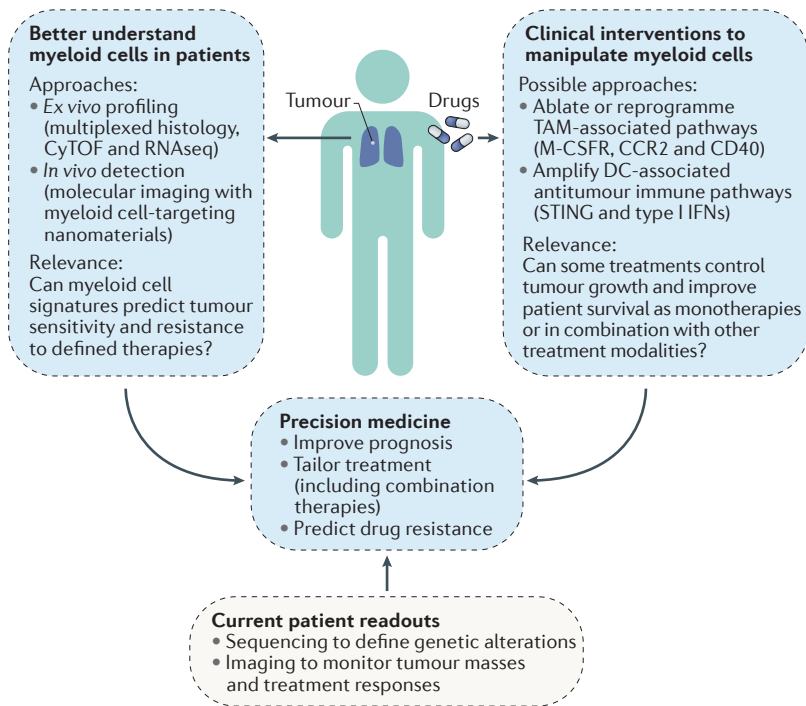 Better understand
myeloid cells in patients
Approaches:
• Ex vivo profiling
(multiplexed histology,
CyTOF and RNAseq)
• In vivo detection
(molecular imaging with
myeloid cell-targeting
nanomaterials)
Relevance:
Can myeloid cell
signatures predict tumour
sensitivity and resistance
to defined therapies?
Tumour
Drugs
Clinical interventions to
manipulate myeloid cells
Possible approaches:
• Ablate or reprogramme
TAM-associated pathways
(M-CSFR, CCR2 and CD40)
• Amplify DC-associated
antitumour immune pathways
(STING and type I IFNs)
Relevance:
Can some treatments control
tumour growth and improve
patient survival as monotherapies
or in combination with other
treatment modalities?
Precision medicine
• Improve prognosis
• Tailor treatment
(including combination
therapies)
• Predict drug resistance
Current patient readouts
• Sequencing to define genetic alterations
• Imaging to monitor tumour masses
and treatment responses